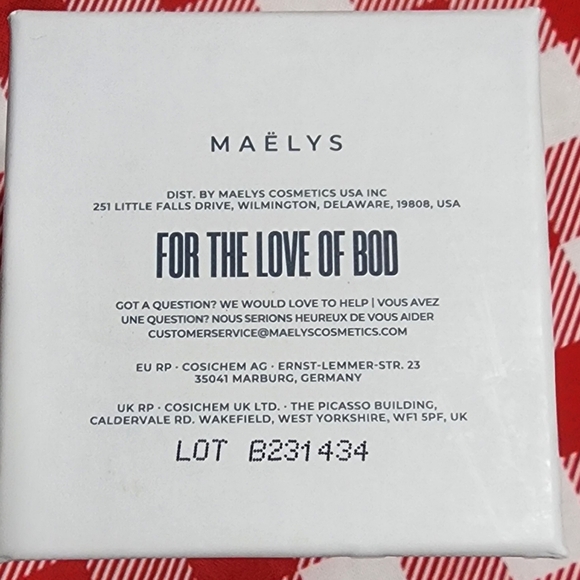 MAËLYS
DIST. BY MAELYS COSMETICS USA INC
251 LITTLE FALLS DRIVE, WILMINGTON, DELAWARE, 19808, USA
FOR THE LOVE OF BOD
GOT A QUESTION? WE WOULD LOVE TO HELP | VOUS AVEZ
UNE QUESTION? NOUS SERIONS HEUREUX DE VOUS AIDER
CUSTOMERSERVICE@MAELYSCOSMETICS.COM
EU RP · COSICHEM AG · ERNST-LEMMER-STR. 23
35041 MARBURG, GERMANY
UK RP · COSICHEM UK LTD. · THE PICASSO BUILDING,
CALDERVALE RD. WAKEFIELD, WEST YORKSHIRE, WF1 5PF, UK
LOT B231434